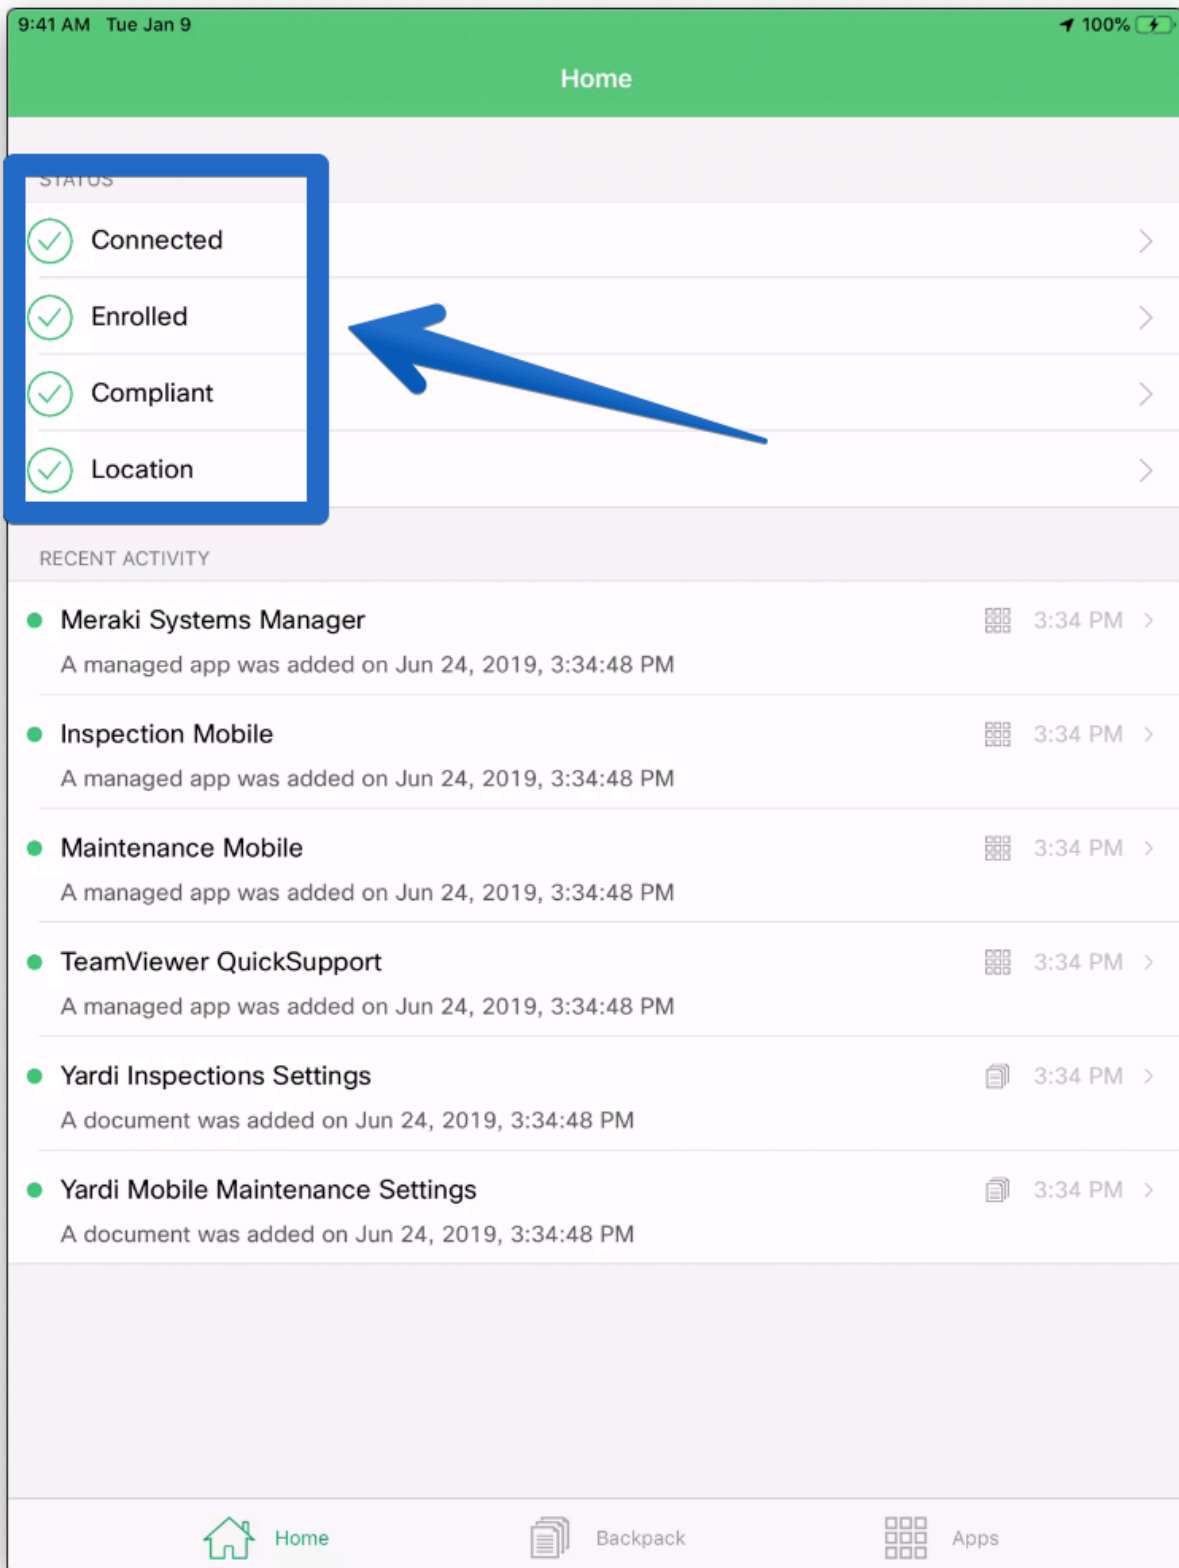 9:41 AM Tue Jan 9 100%
Home
STATUS
Connected
Enrolled
Compliant
Location
RECENT ACTIVITY
Meraki Systems Manager 3:34 PM
A managed app was added on Jun 24, 2019, 3:34:48 PM
Inspection Mobile 3:34 PM
A managed app was added on Jun 24, 2019, 3:34:48 PM
Maintenance Mobile 3:34 PM
A managed app was added on Jun 24, 2019, 3:34:48 PM
TeamViewer QuickSupport 3:34 PM
A managed app was added on Jun 24, 2019, 3:34:48 PM
Yardi Inspections Settings 3:34 PM
A document was added on Jun 24, 2019, 3:34:48 PM
Yardi Mobile Maintenance Settings 3:34 PM
A document was added on Jun 24, 2019, 3:34:48 PM
Home Backpack Apps